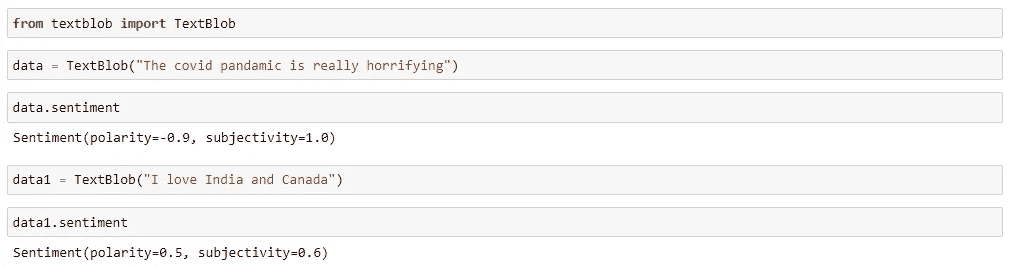 from textblob import TextBlob
data = TextBlob("The covid pandamic is really horrifying")
data.sentiment
Sentiment(polarity=-0.9, subjectivity=1.0)
data1 = TextBlob("I love India and Canada")
data1.sentiment
Sentiment(polarity=0.5, subjectivity=0.6)